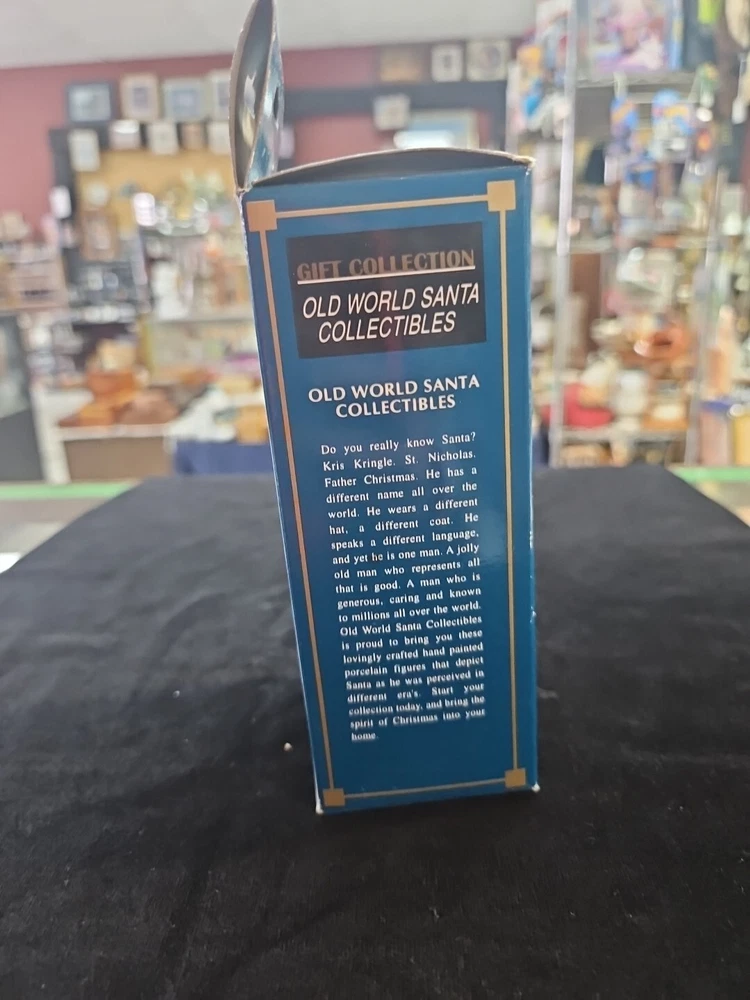 GIFT COLLECTION
OLD WORLD SANTA
COLLECTIBLES
OLD WORLD SANTA
COLLECTIBLES
Do you really know Santa?
Kris Kringle. St. Nicholas.
Father Christmas. He has a
different name all over the
world. He wears a different
hat, a different coat. He
speaks a different language,
and yet he is one man. A jolly
old man who represents all
that is good. A man who is
generous, caring and known
to millions all over the world.
Old World Santa Collectibles
is proud to bring you these
lovingly crafted hand painted
porcelain figures that depict
Santa as he was perceived in
different era's. Start your
collection today, and bring the
spirit of Christmas into your
home.